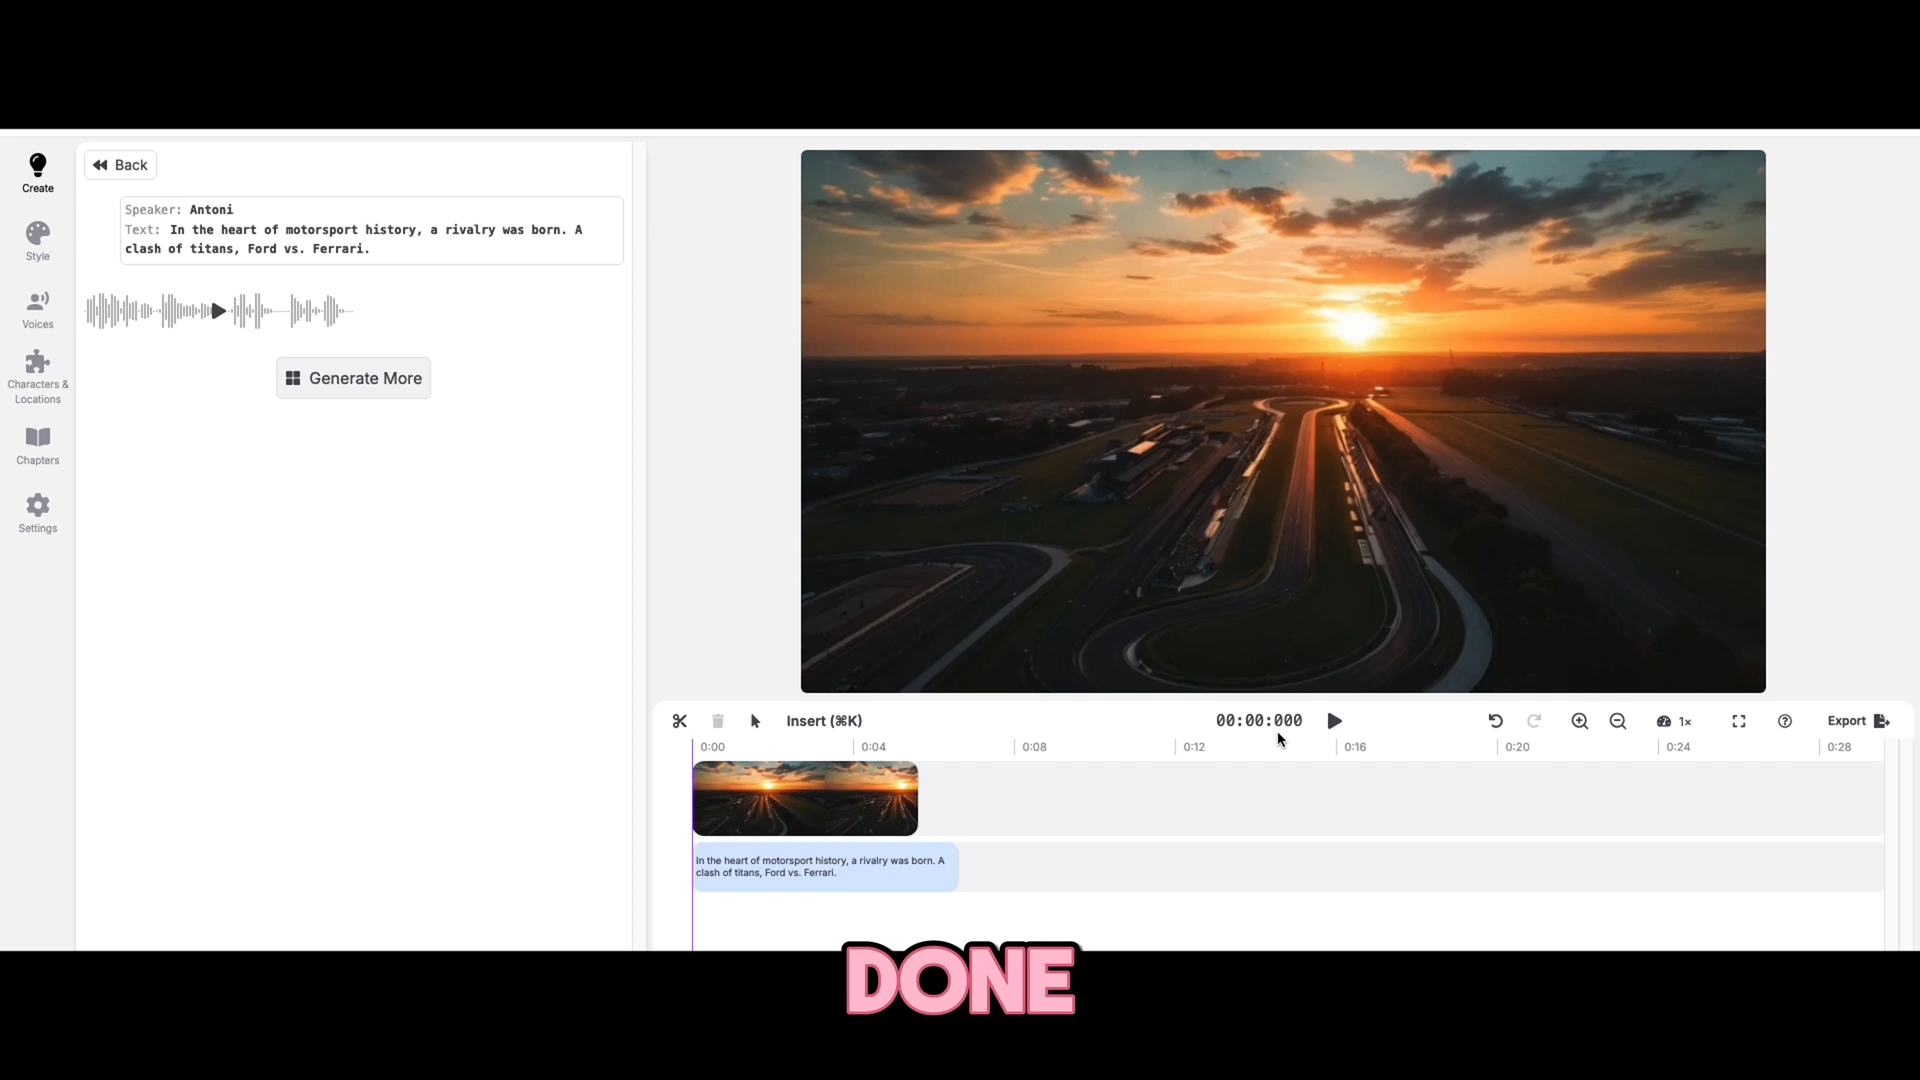 Create
Style
Voices
Characters &
Locations
Chapters
Settings
Back
Speaker: Antoni
Text: In the heart of motorsport history, a rivalry was born. A
clash of titans, Ford vs. Ferrari.
Generate More
Insert (⌘K)
00:00:000
1×
Export
0:00
0:04
0:08
0:12
0:16
0:20
0:24
0:28
In the heart of motorsport history, a rivalry was born. A
clash of titans, Ford vs. Ferrari.
DONE